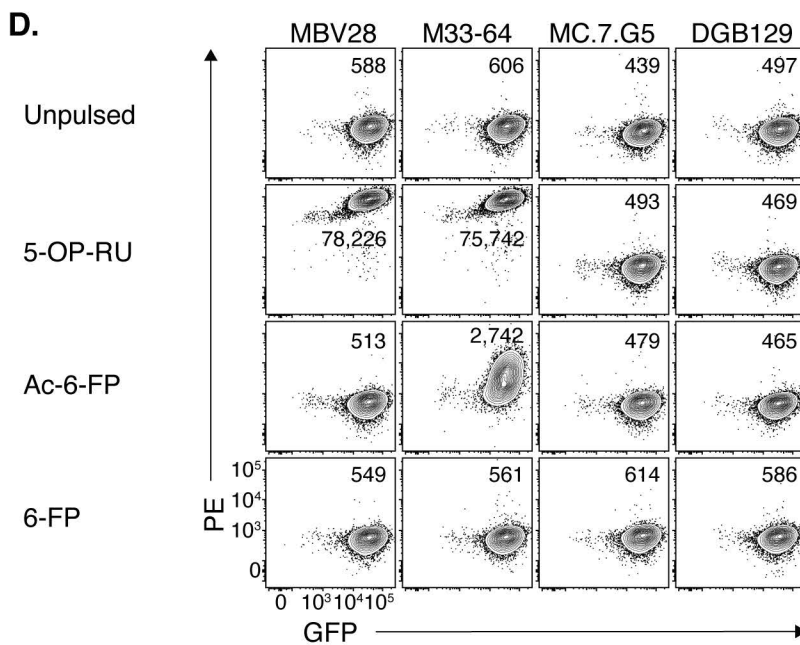 D.
MBV28 M33-64 MC.7.G5 DGB129
Unpulsed 588 606 439 497
5-OP-RU 78,226 75,742 493 469
Ac-6-FP 513 2,742 479 465
6-FP 549 561 614 586
PE
10⁵
10⁴
10³
0
0 10³ 10⁴ 10⁵
GFP